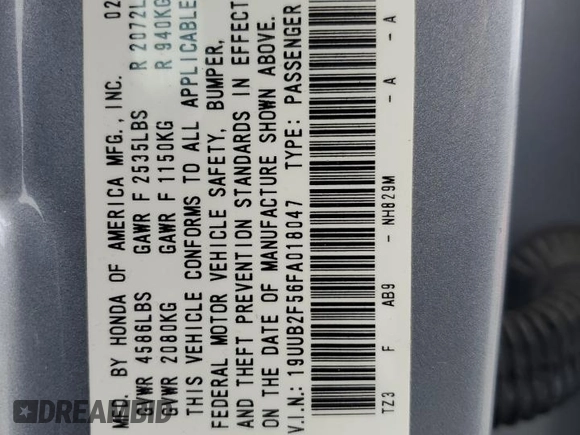 MFD. BY HONDA OF AMERICA MFG., INC. 02
GVWR 4586LBS GAWR F 2535LBS R 2072L
GVWR 2080KG GAWR F 1150KG R 940KG
THIS VEHICLE CONFORMS TO ALL APPLICABLE
FEDERAL MOTOR VEHICLE SAFETY, BUMPER,
AND THEFT PREVENTION STANDARDS IN EFFECT
ON THE DATE OF MANUFACTURE SHOWN ABOVE.
V.I.N.: 19UUB2F56FA018047 TYPE: PASSENGER
TZ3 F AB9 - NH829M - A - A
DREAMBID